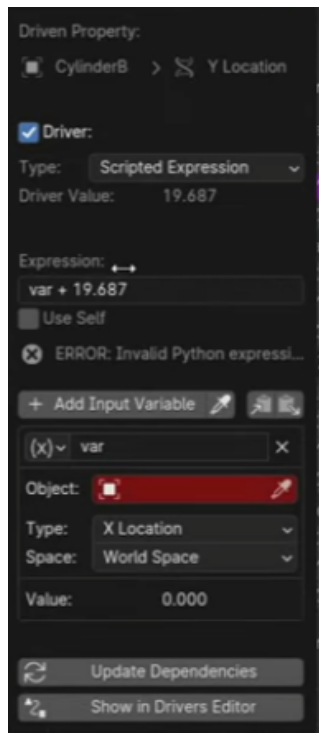 Driven Property:
CylinderB > Y Location
Driver:
Type: Scripted Expression
Driver Value: 19.687
Expression:
var + 19.687
Use Self
ERROR: Invalid Python expressi...
+ Add Input Variable
(x) var
Object:
Type: X Location
Space: World Space
Value: 0.000
Update Dependencies
Show in Drivers Editor